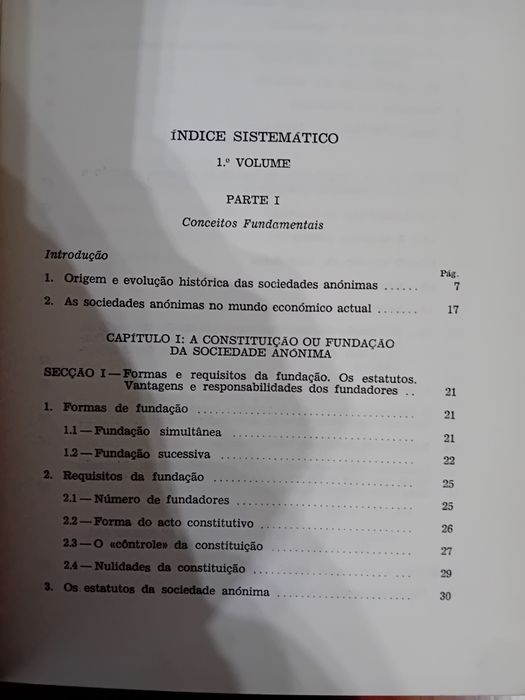 ÍNDICE SISTEMÁTICO
1.º VOLUME
PARTE I
Conceitos Fundamentais
Introdução
Pág.
1. Origem e evolução histórica das sociedades anónimas ...... 7
2. As sociedades anónimas no mundo económico actual ....... 17
CAPÍTULO I: A CONSTITUIÇÃO OU FUNDAÇÃO
DA SOCIEDADE ANÓNIMA
SECÇÃO I — Formas e requisitos da fundação. Os estatutos.
Vantagens e responsabilidades dos fundadores .. 21
1. Formas de fundação ................................ 21
1.1 — Fundação simultânea ........................... 21
1.2 — Fundação sucessiva ............................ 22
2. Requisitos da fundação ............................. 25
2.1 — Número de fundadores .......................... 25
2.2 — Forma do acto constitutivo ...................... 26
2.3 — O «contrôle» da constituição ..................... 27
2.4 — Nulidades da constituição ....................... 29
3. Os estatutos da sociedade anónima .................... 30